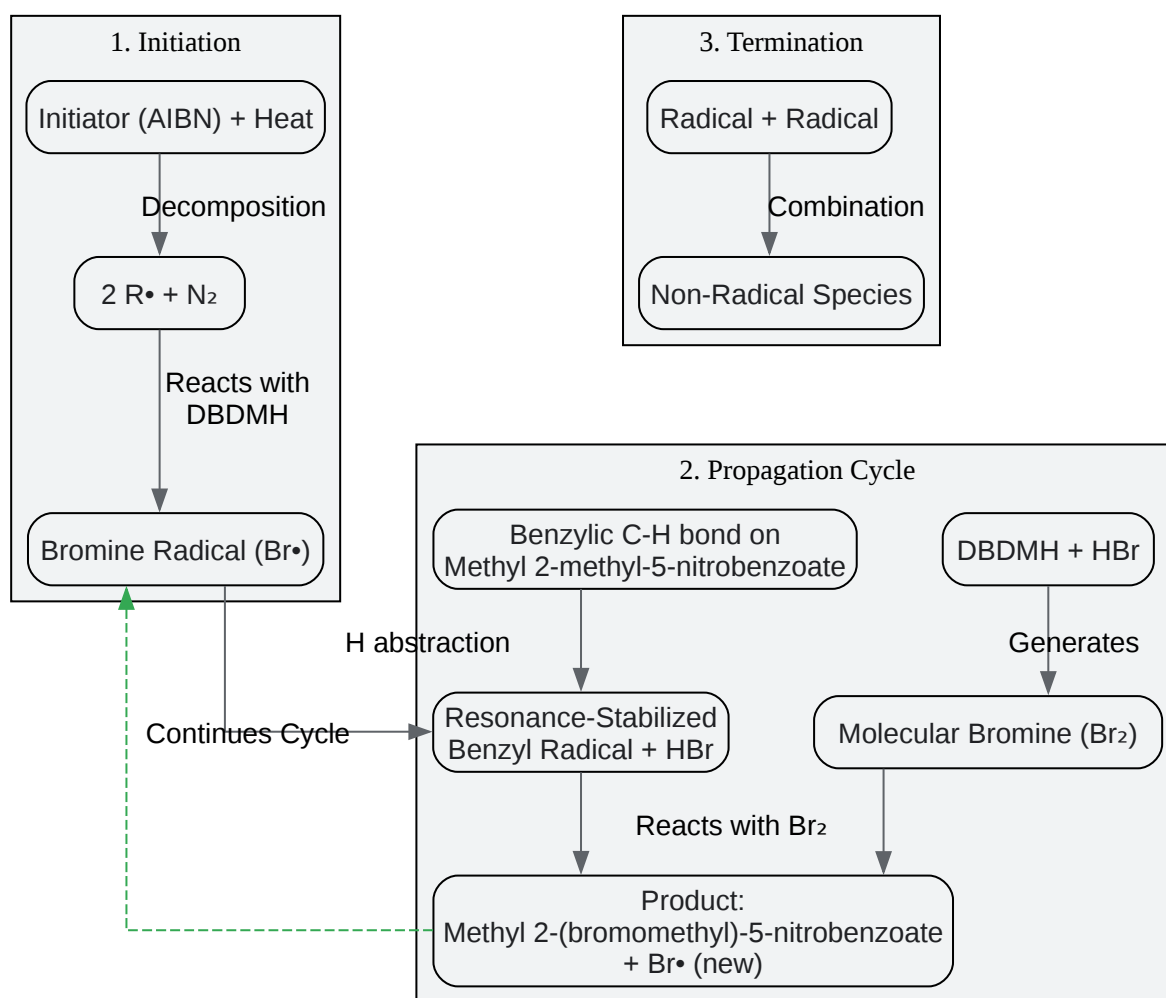 1. Initiation
Initiator (AIBN) + Heat
Decomposition
2 R• + N₂
Reacts with
DBDMH
Bromine Radical (Br•)
3. Termination
Radical + Radical
Combination
Non-Radical Species
2. Propagation Cycle
Benzylic C-H bond on
Methyl 2-methyl-5-nitrobenzoate
DBDMH + HBr
H abstraction
Generates
Continues Cycle
Resonance-Stabilized
Benzyl Radical + HBr
Molecular Bromine (Br₂)
Reacts with Br₂
Product:
Methyl 2-(bromomethyl)-5-nitrobenzoate
+ Br• (new)